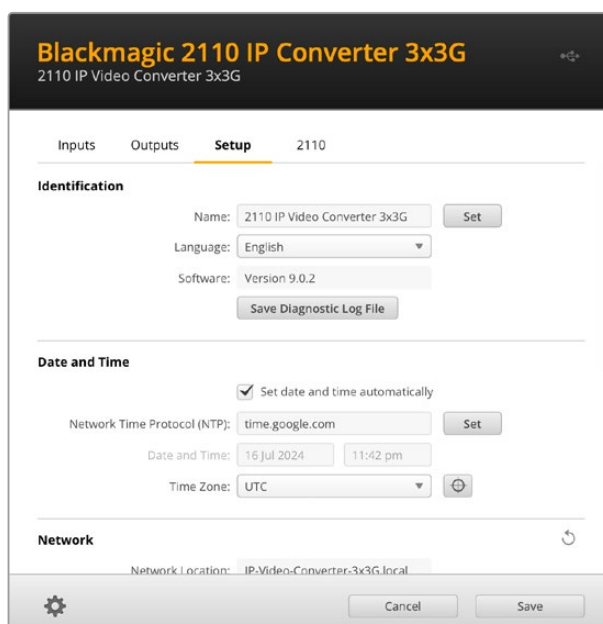 Blackmagic 2110 IP Converter 3x3G
2110 IP Video Converter 3x3G
Inputs Outputs Setup 2110
Identification
Name: 2110 IP Video Converter 3x3G Set
Language: English
Software: Version 9.0.2
Save Diagnostic Log File
Date and Time
Set date and time automatically
Network Time Protocol (NTP): time.google.com Set
Date and Time: 16 Jul 2024 11:42 pm
Time Zone: UTC
Network
Network Location: IP-Video-Converter-3x3G.local
Cancel Save